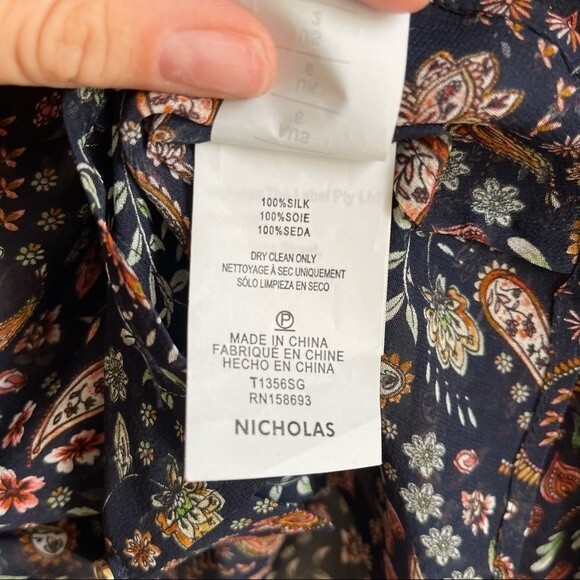 100%SILK
100%SOIE
100%SEDA
DRY CLEAN ONLY
NETTOYAGE À SEC UNIQUEMENT
SÓLO LIMPIEZA EN SECO
P
MADE IN CHINA
FABRIQUÉ EN CHINE
HECHO EN CHINA
T1356SG
RN158693
NICHOLAS